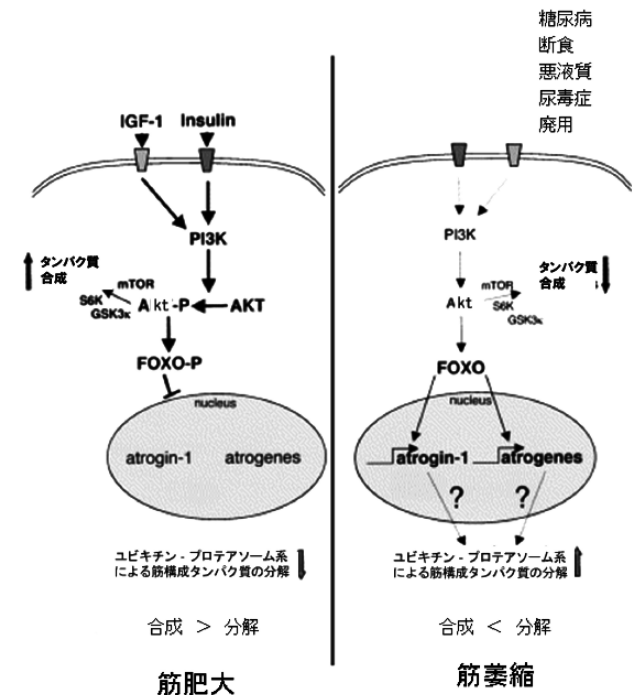 糖尿病
断食
悪液質
尿毒症
廃用
IGF-1 Insulin
PI3K
タンパク質
合成
mTOR
S6K
GSK3κ
Akt-P
AKT
FOXO-P
nucleus
atrogin-1 atrogenes
ユビキチン - プロテアソーム系
による筋構成タンパク質の分解
合成 > 分解
筋肥大
PI3K
タンパク質
合成
mTOR
Akt
S6K
GSK3κ
FOXO
nucleus
atrogin-1 atrogenes
? ?
ユビキチン - プロテアソーム系
による筋構成タンパク質の分解
合成 < 分解
筋萎縮